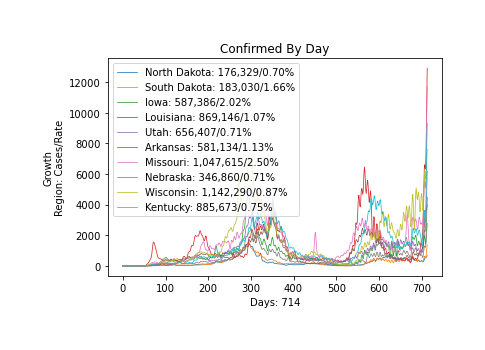 Confirmed By Day
North Dakota: 176,329/0.70%
South Dakota: 183,030/1.66%
Iowa: 587,386/2.02%
Louisiana: 869,146/1.07%
Utah: 656,407/0.71%
Arkansas: 581,134/1.13%
Missouri: 1,047,615/2.50%
Nebraska: 346,860/0.71%
Wisconsin: 1,142,290/0.87%
Kentucky: 885,673/0.75%
Growth
Region: Cases/Rate
12000
10000
8000
6000
4000
2000
0
0 100 200 300 400 500 600 700
Days: 714